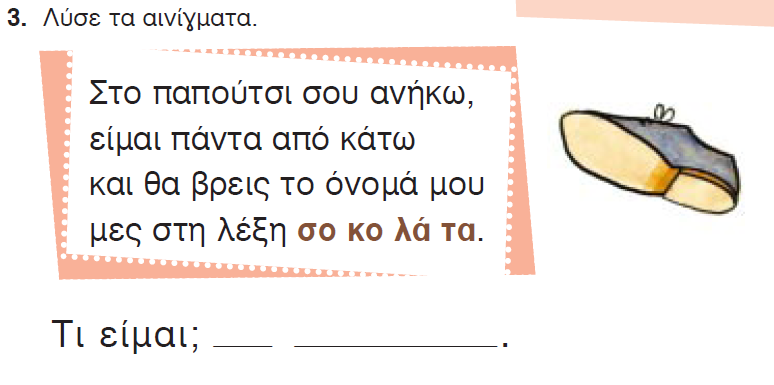 3. Λύσε τα αινίγματα.
Στο παπούτσι σου ανήκω,
είμαι πάντα από κάτω
και θα βρεις το όνομά μου
μες στη λέξη σο κο λά τα.
Τι είμαι; ___ __________.